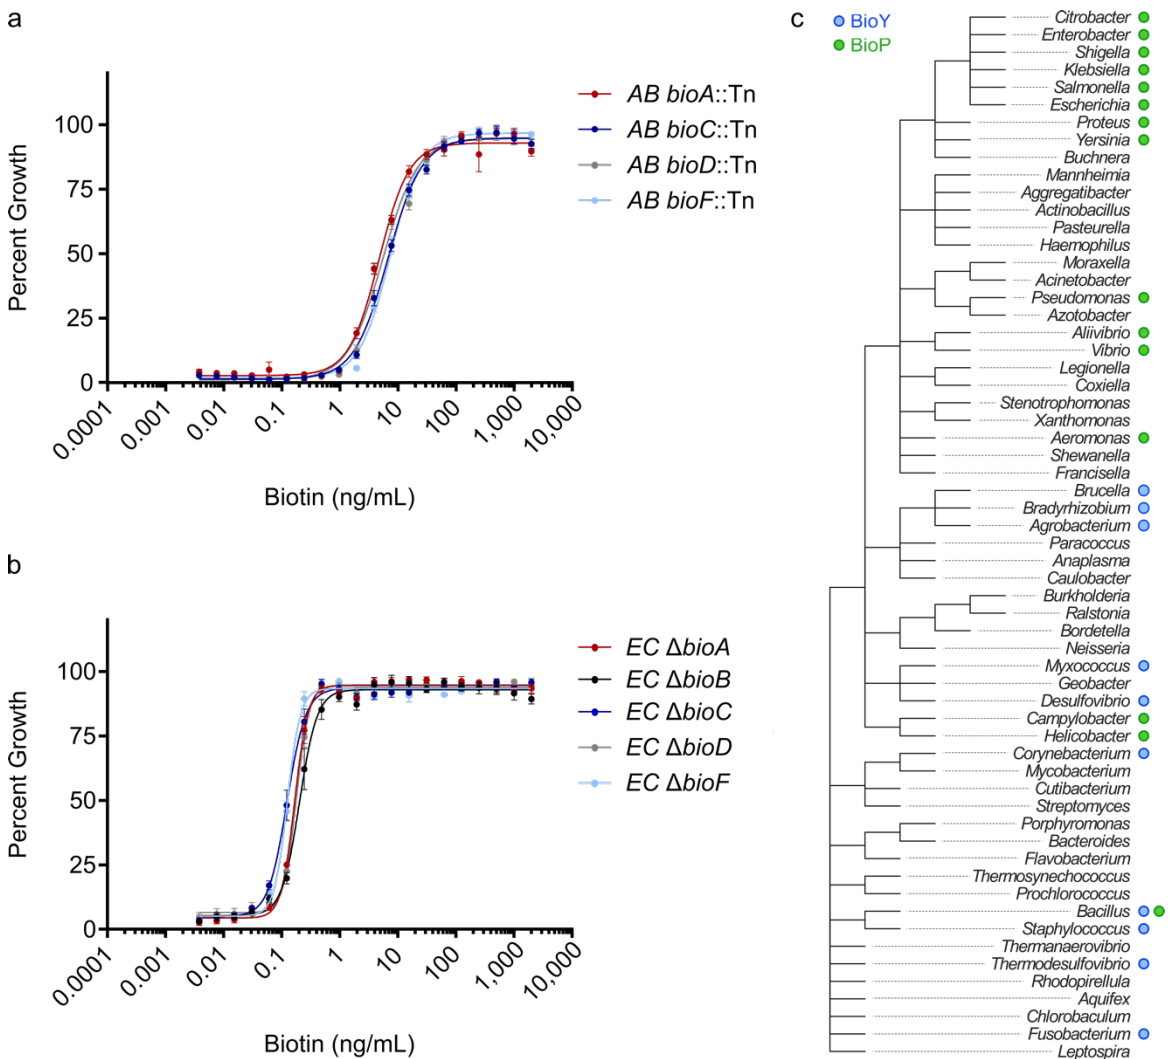 a
100
75
50
25
0
Percent Growth
0.0001
0.01
0.1
1
10
100
1,000
10,000
Biotin (ng/mL)
AB bioA::Tn
AB bioC::Tn
AB bioD::Tn
AB bioF::Tn
b
100
75
50
25
0
Percent Growth
0.0001
0.01
0.1
1
10
100
1,000
10,000
Biotin (ng/mL)
EC ΔbioA
EC ΔbioB
EC ΔbioC
EC ΔbioD
EC ΔbioF
c
BioY
BioP
Citrobacter
Enterobacter
Shigella
Klebsiella
Salmonella
Escherichia
Proteus
Yersinia
Buchnera
Mannheimia
Aggregatibacter
Actinobacillus
Pasteurella
Haemophilus
Moraxella
Acinetobacter
Pseudomonas
Azotobacter
Aliivibrio
Vibrio
Legionella
Coxiella
Stenotrophomonas
Xanthomonas
Aeromonas
Shewanella
Francisella
Brucella
Bradyrhizobium
Agrobacterium
Paracoccus
Anaplasma
Caulobacter
Burkholderia
Ralstonia
Bordetella
Neisseria
Myxococcus
Geobacter
Desulfovibrio
Campylobacter
Helicobacter
Corynebacterium
Mycobacterium
Cutibacterium
Streptomyces
Porphyromonas
Bacteroides
Flavobacterium
Thermosynechococcus
Prochlorococcus
Bacillus
Staphylococcus
Thermanaerovibrio
Thermodesulfovibrio
Rhodopirellula
Aquifex
Chlorobaculum
Fusobacterium
Leptospira